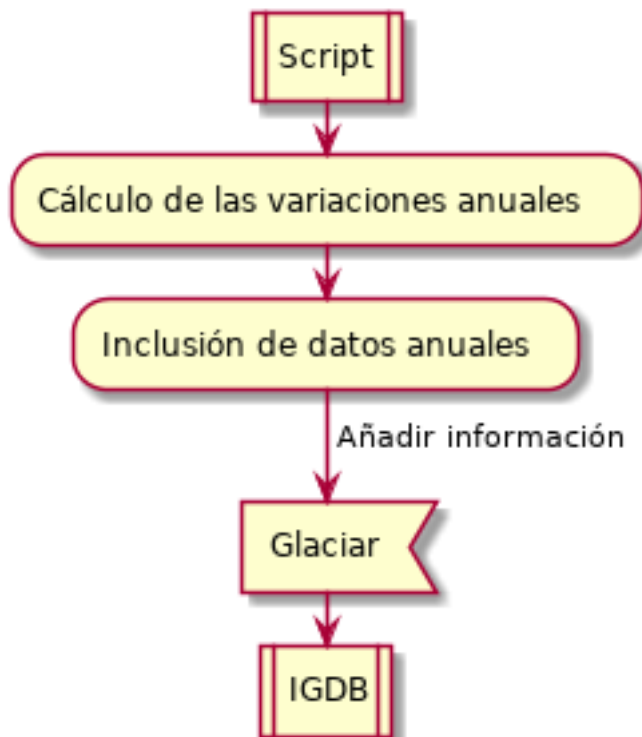 Script
Cálculo de las variaciones anuales
Inclusión de datos anuales
Añadir información
Glaciar
IGDB